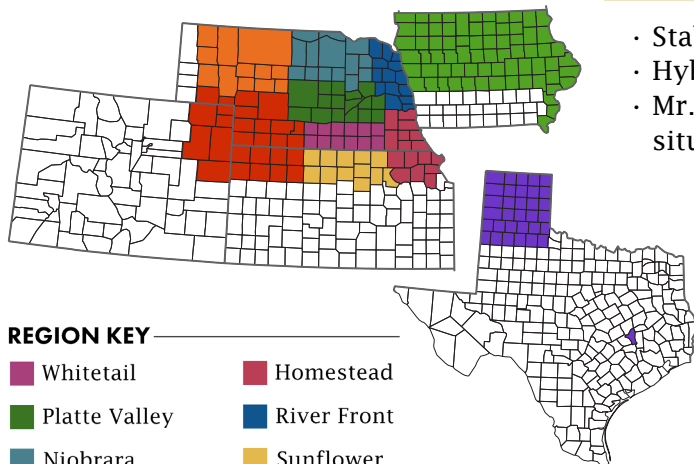 · Sta
· Hyb
· Mr.
situ
REGION KEY
Whitetail
Homestead
Platte Valley
River Front
Niobrara
Sunflower